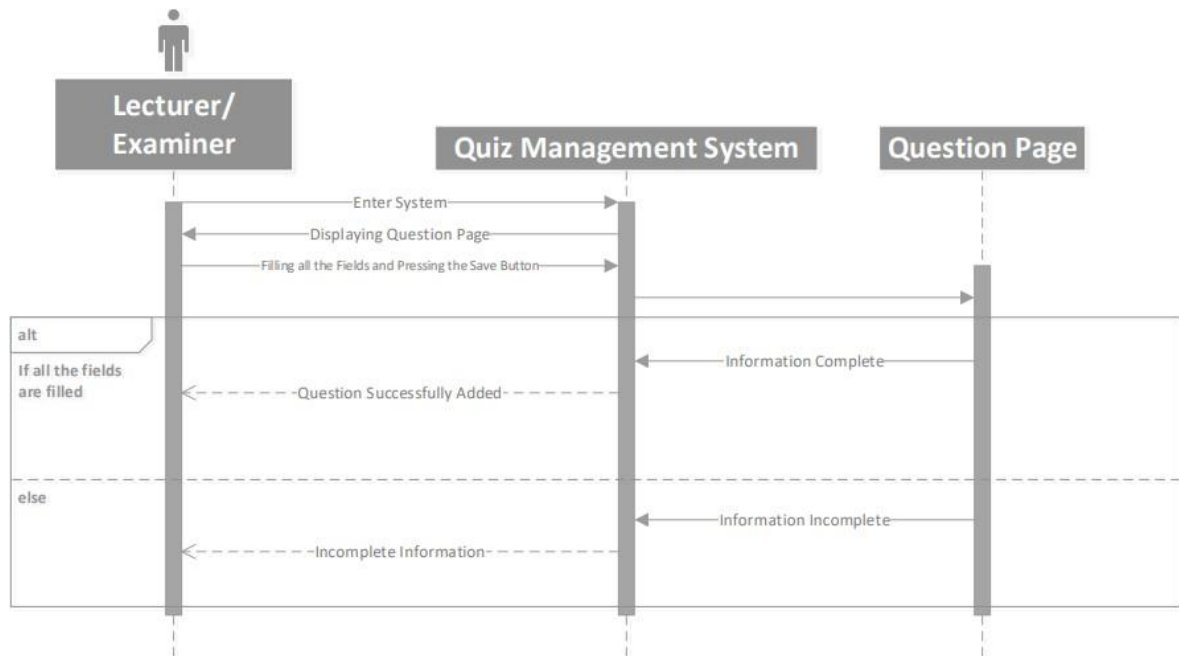 Lecturer/
Examiner
Quiz Management System
Question Page
Enter System
Displaying Question Page
Filling all the Fields and Pressing the Save Button
alt
If all the fields
are filled
Information Complete
Question Successfully Added
else
Information Incomplete
Incomplete Information